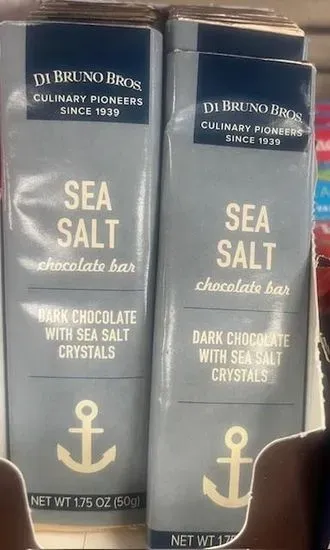 DI BRUNO BROS.
CULINARY PIONEERS
SINCE 1939
SEA
SALT
chocolate bar
DARK CHOCOLATE
WITH SEA SALT
CRYSTALS
NET WT 1.75 OZ (50g)
DI BRUNO BROS.
CULINARY PIONEERS
SINCE 1939
SEA
SALT
chocolate bar
DARK CHOCOLATE
WITH SEA SALT
CRYSTALS
NET WT